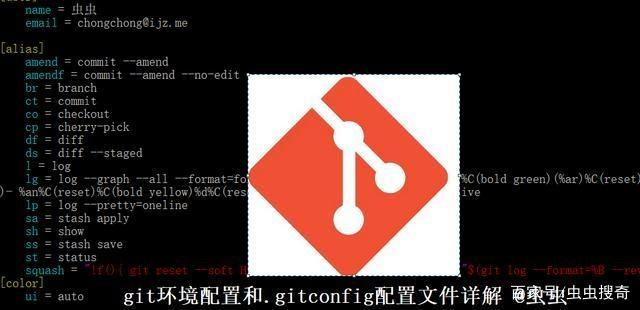 name = 虫虫
email = chongchong@ijz.me
[alias]
amend = commit --amend
amendf = commit --amend --no-edit
br = branch
ct = commit
co = checkout
cp = cherry-pick
df = diff
ds = diff --staged
l = log
lg = log --graph --all --format=fo %C(bold green)(%ar)%C(reset)
)- %an%C(reset)%C(bold yellow)%d%C(res ive
lp = log --pretty=oneline
sa = stash apply
sh = show
ss = stash save
st = status
squash = "!f(){ git reset --soft H "$(git log --format=%B --rev
[color]
ui = auto
git环境配置和.gitconfig配置文件详解 @虫虫
百家号/虫虫搜奇